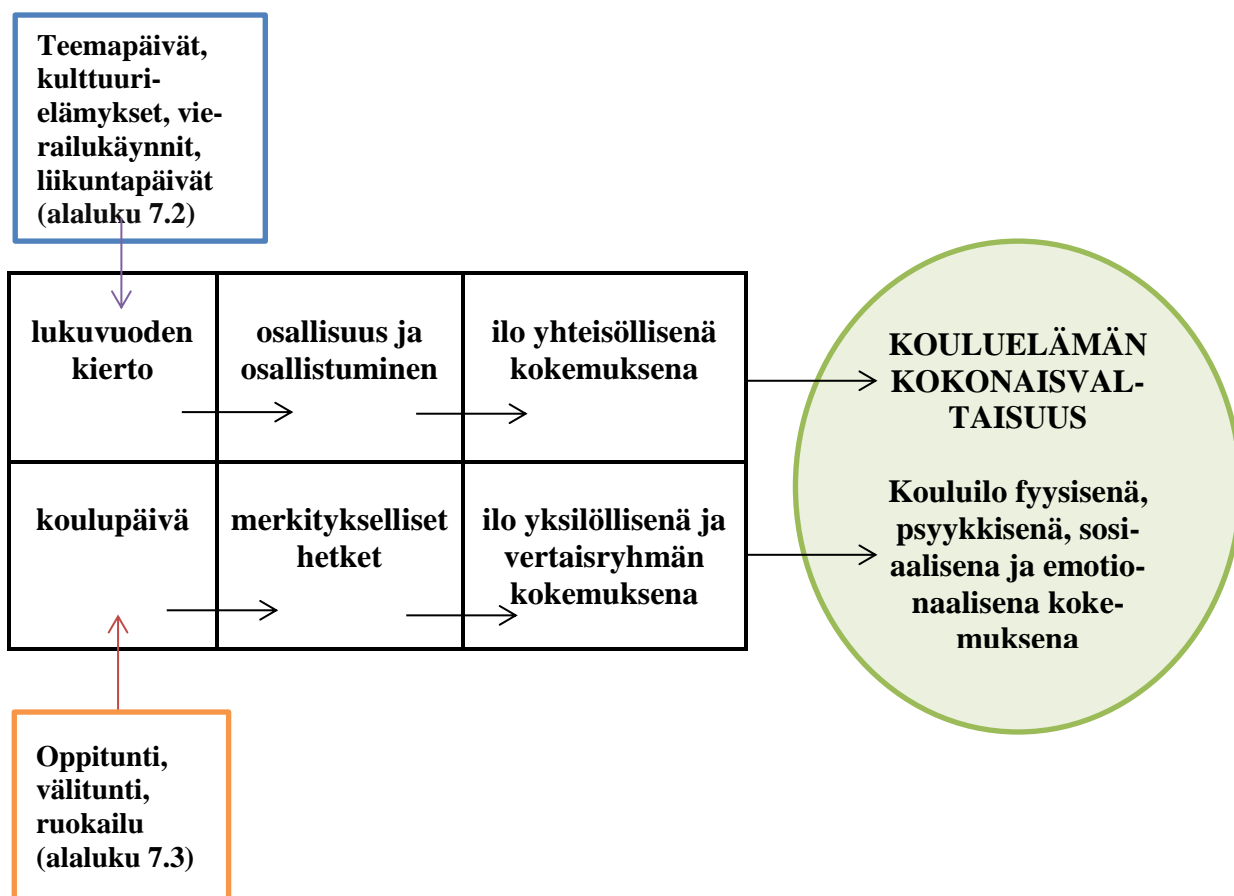 Teemapäivät,
kulttuuri-
elämykset, vie-
railukäynnit,
liikuntapäivät
(alaluku 7.2)
lukuvuoden
kierto
osallisuus ja
osallistuminen
ilo yhteisöllisenä
kokemuksena
koulupäivä
merkitykselliset
hetket
ilo yksilöllisenä ja
vertaisryhmän
kokemuksena
KOULUELÄMÄN
KOKONAISVAL-
TAISUUS
Kouluilo fyysisenä,
psyykkisenä, sosi-
aalisena ja emotio-
naalisena koke-
muksena
Oppitunti,
välitunti,
ruokailu
(alaluku 7.3)